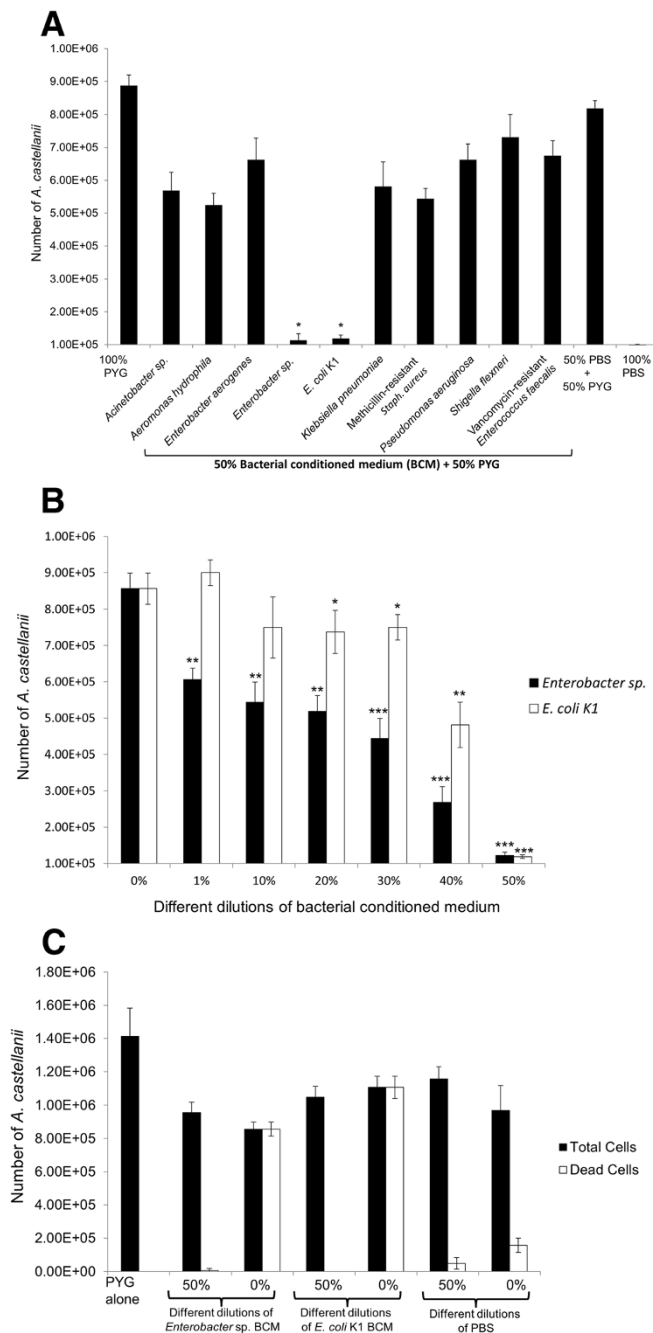 A
Number of A. castellanii
1.00E+06
9.00E+05
8.00E+05
7.00E+05
6.00E+05
5.00E+05
4.00E+05
3.00E+05
2.00E+05
1.00E+05
* *
100%
PYG
Acinetobacter sp.
Aeromonas hydrophila
Enterobacter aerogenes
Enterobacter sp.
E. coli K1
Klebsiella pneumoniae
Methicillin-resistant
Staph. aureus
Pseudomonas aeruginosa
Shigella flexneri
Vancomycin-resistant
Enterococcus faecalis
50% PBS
+
50% PYG
100%
PBS
50% Bacterial conditioned medium (BCM) + 50% PYG
B
Number of A. castellanii
1.00E+06
9.00E+05
8.00E+05
7.00E+05
6.00E+05
5.00E+05
4.00E+05
3.00E+05
2.00E+05
1.00E+05
** ** ** * *** * *** ** *** ***
Enterobacter sp.
E. coli K1
0% 1% 10% 20% 30% 40% 50%
Different dilutions of bacterial conditioned medium
C
Number of A. castellanii
1.80E+06
1.60E+06
1.40E+06
1.20E+06
1.00E+06
8.00E+05
6.00E+05
4.00E+05
2.00E+05
0.00E+00
Total Cells
Dead Cells
PYG
alone
50% 0% 50% 0% 50% 0%
Different dilutions of
Enterobacter sp. BCM
Different dilutions
of E. coli K1 BCM
Different dilutions
of PBS